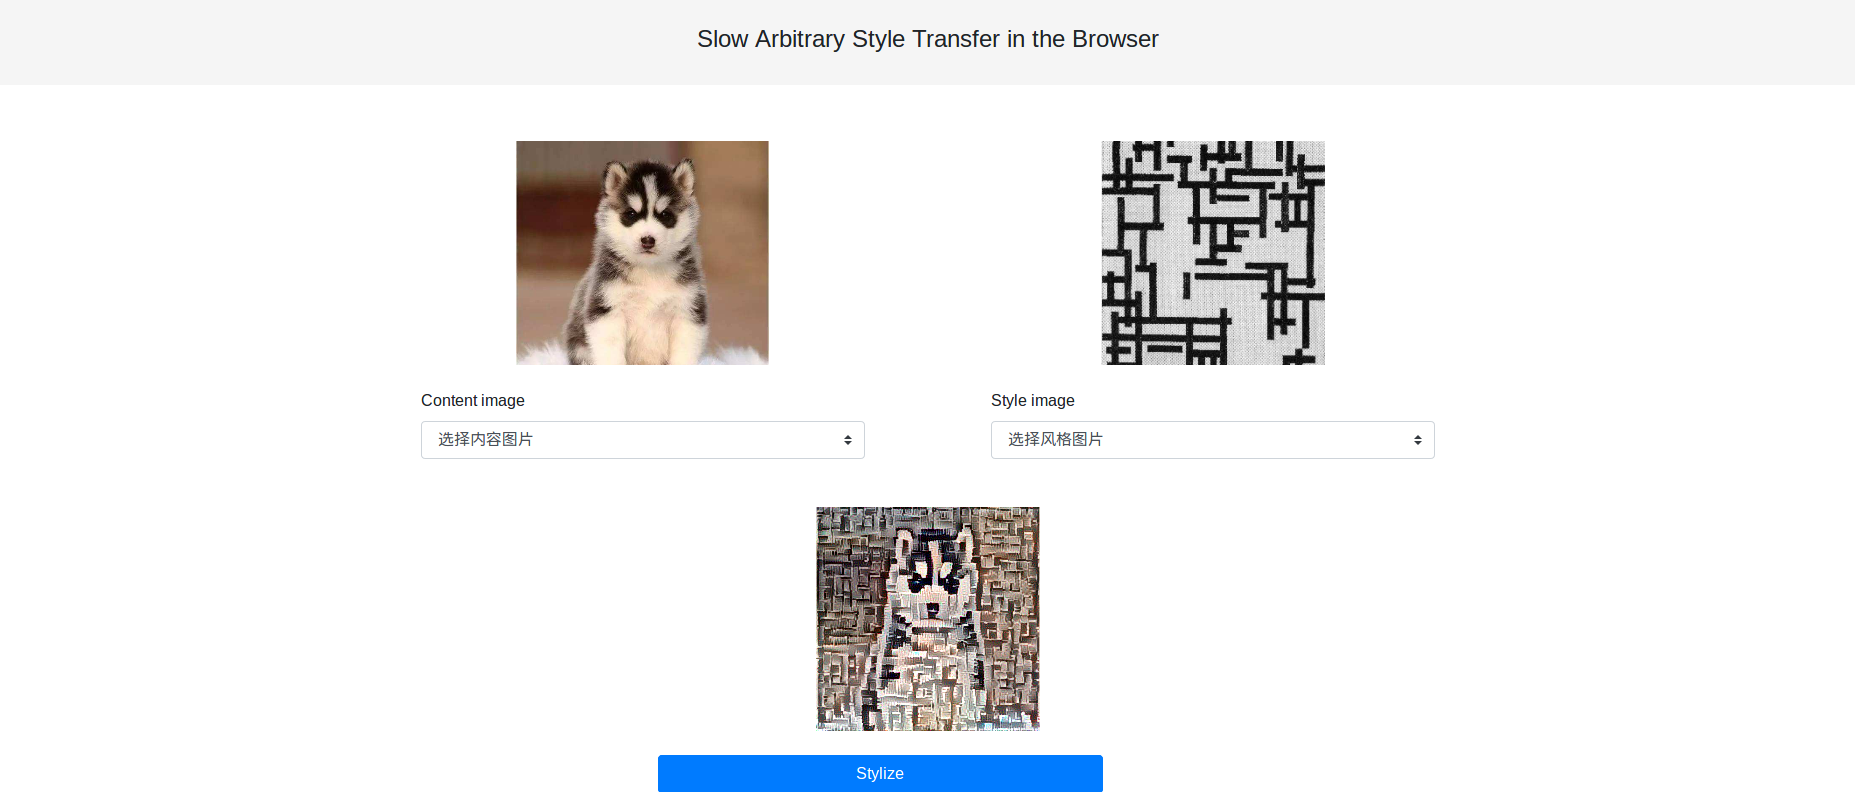 Slow Arbitrary Style Transfer in the Browser
Content image
Style image
选择内容图片
选择风格图片
Stylize